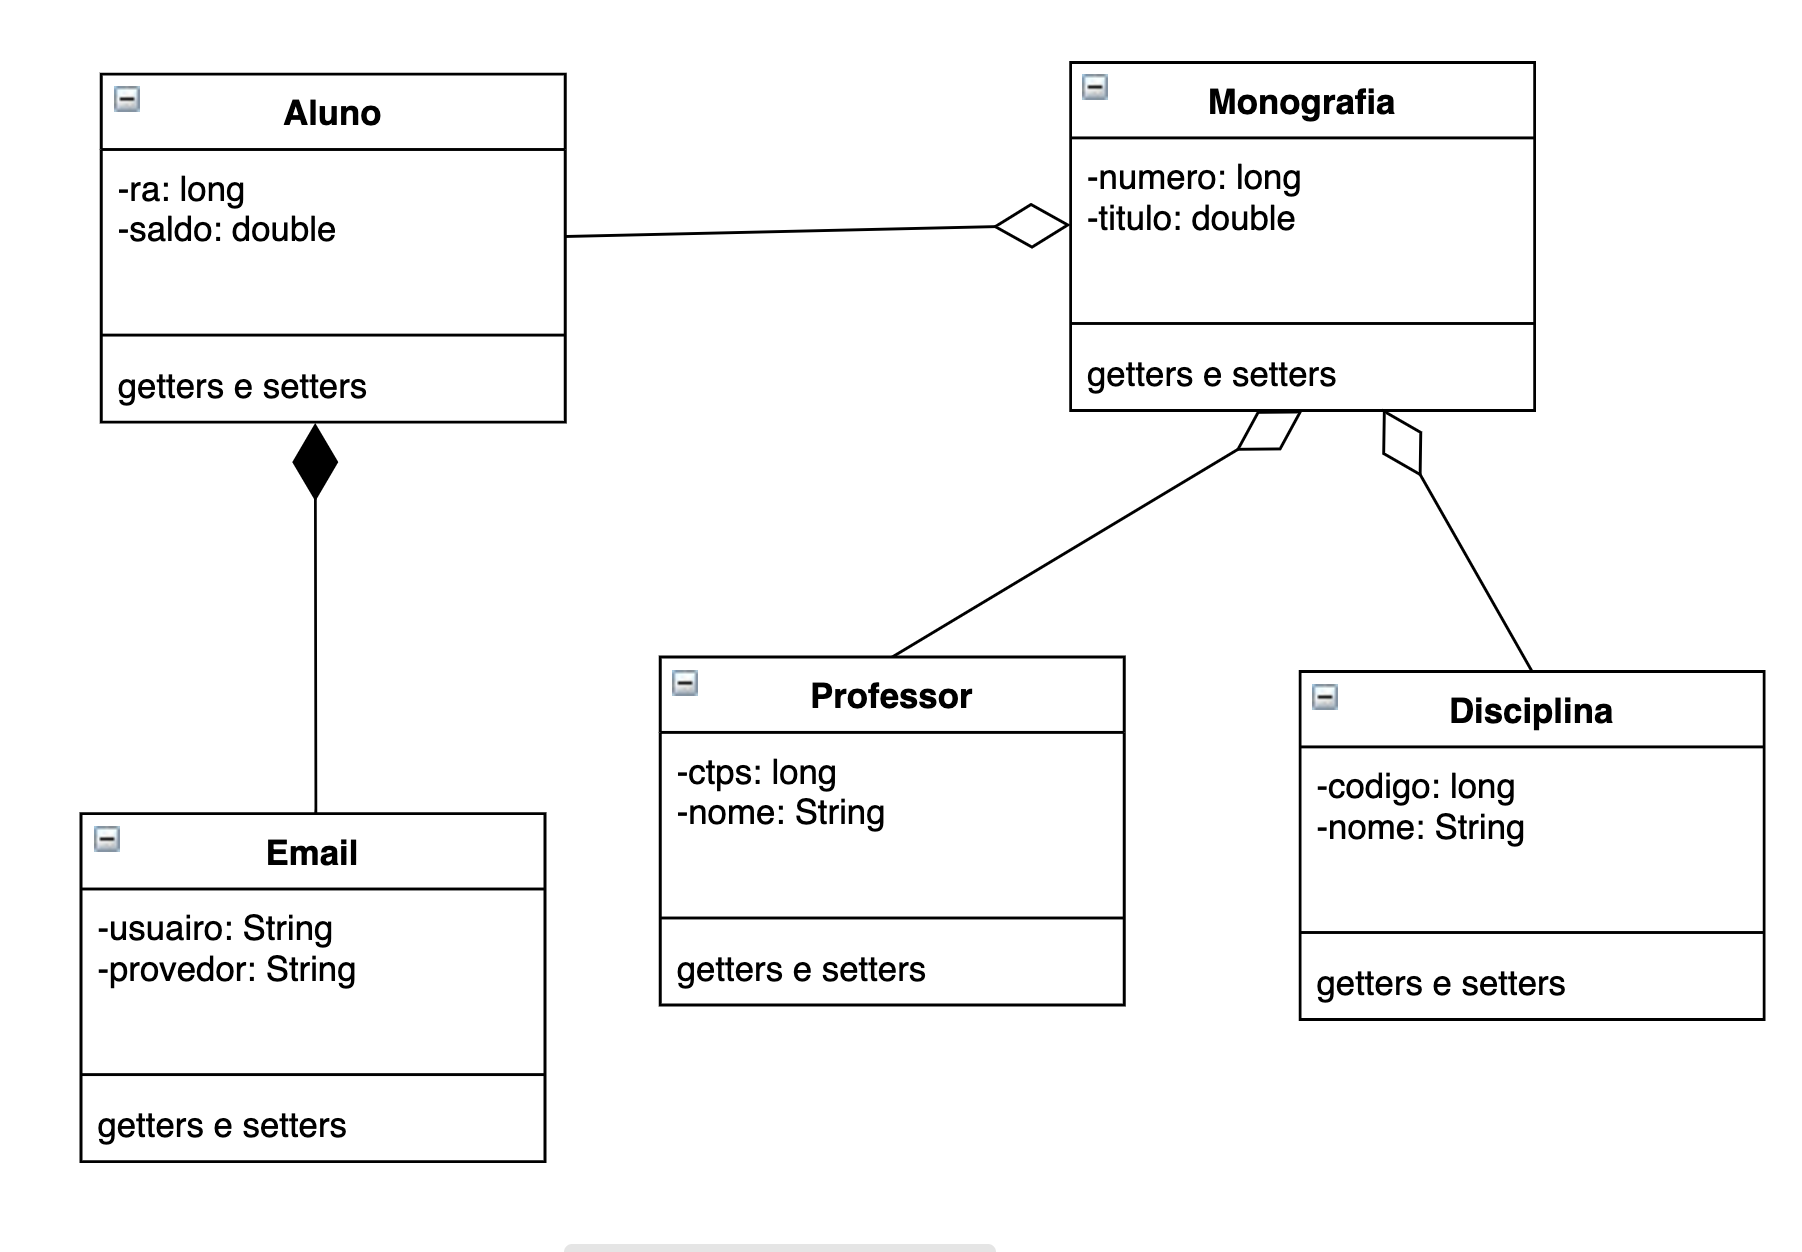 Aluno
-ra: long
-saldo: double
getters e setters
Monografia
-numero: long
-titulo: double
getters e setters
Professor
-ctps: long
-nome: String
getters e setters
Disciplina
-codigo: long
-nome: String
getters e setters
Email
-usuairo: String
-provedor: String
getters e setters